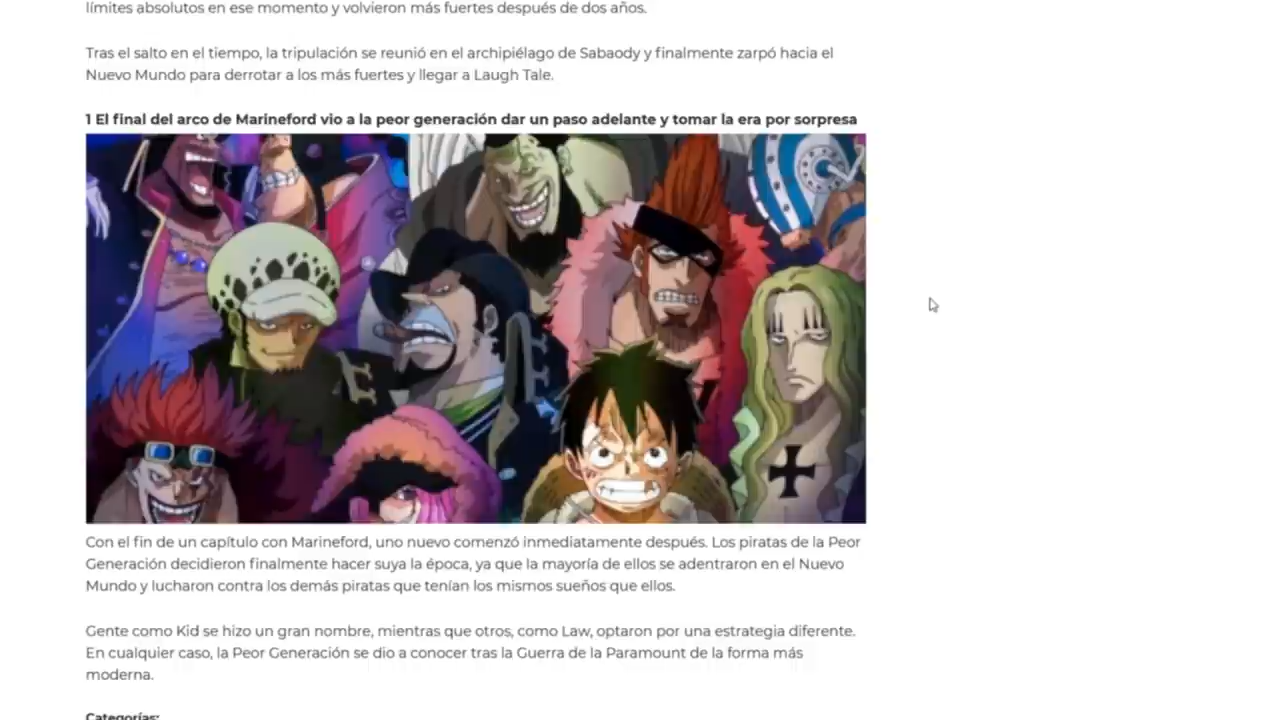 límites absolutos en ese momento y volvieron más fuertes después de dos años.
Tras el salto en el tiempo, la tripulación se reunió en el archipiélago de Sabaody y finalmente zarpó hacia el
Nuevo Mundo para derrotar a los más fuertes y llegar a Laugh Tale.
1 El final del arco de Marineford vio a la peor generación dar un paso adelante y tomar la era por sorpresa
Con el fin de un capítulo con Marineford, uno nuevo comenzó inmediatamente después. Los piratas de la Peor
Generación decidieron finalmente hacer suya la época, ya que la mayoría de ellos se adentraron en el Nuevo
Mundo y lucharon contra los demás piratas que tenían los mismos sueños que ellos.
Gente como Kid se hizo un gran nombre, mientras que otros, como Law, optaron por una estrategia diferente.
En cualquier caso, la Peor Generación se dio a conocer tras la Guerra de la Paramount de la forma más
moderna.
Categorías: